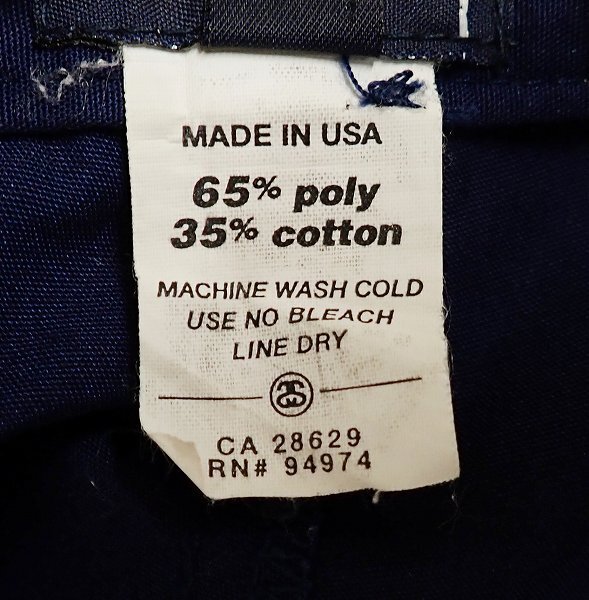 MADE IN USA
65% poly
35% cotton
MACHINE WASH COLD
USE NO BLEACH
LINE DRY
CA 28629
RN# 94974